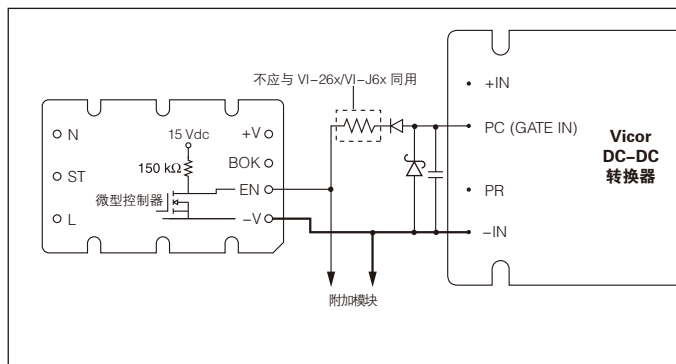 不应与 VI-26x/VI-J6x 同用
N
ST
L
15 Vdc
150 kΩ
微型控制器
+V
BOK
EN
–V
附加模块
+IN
PC (GATE IN)
PR
–IN
Vicor
DC–DC
转换器